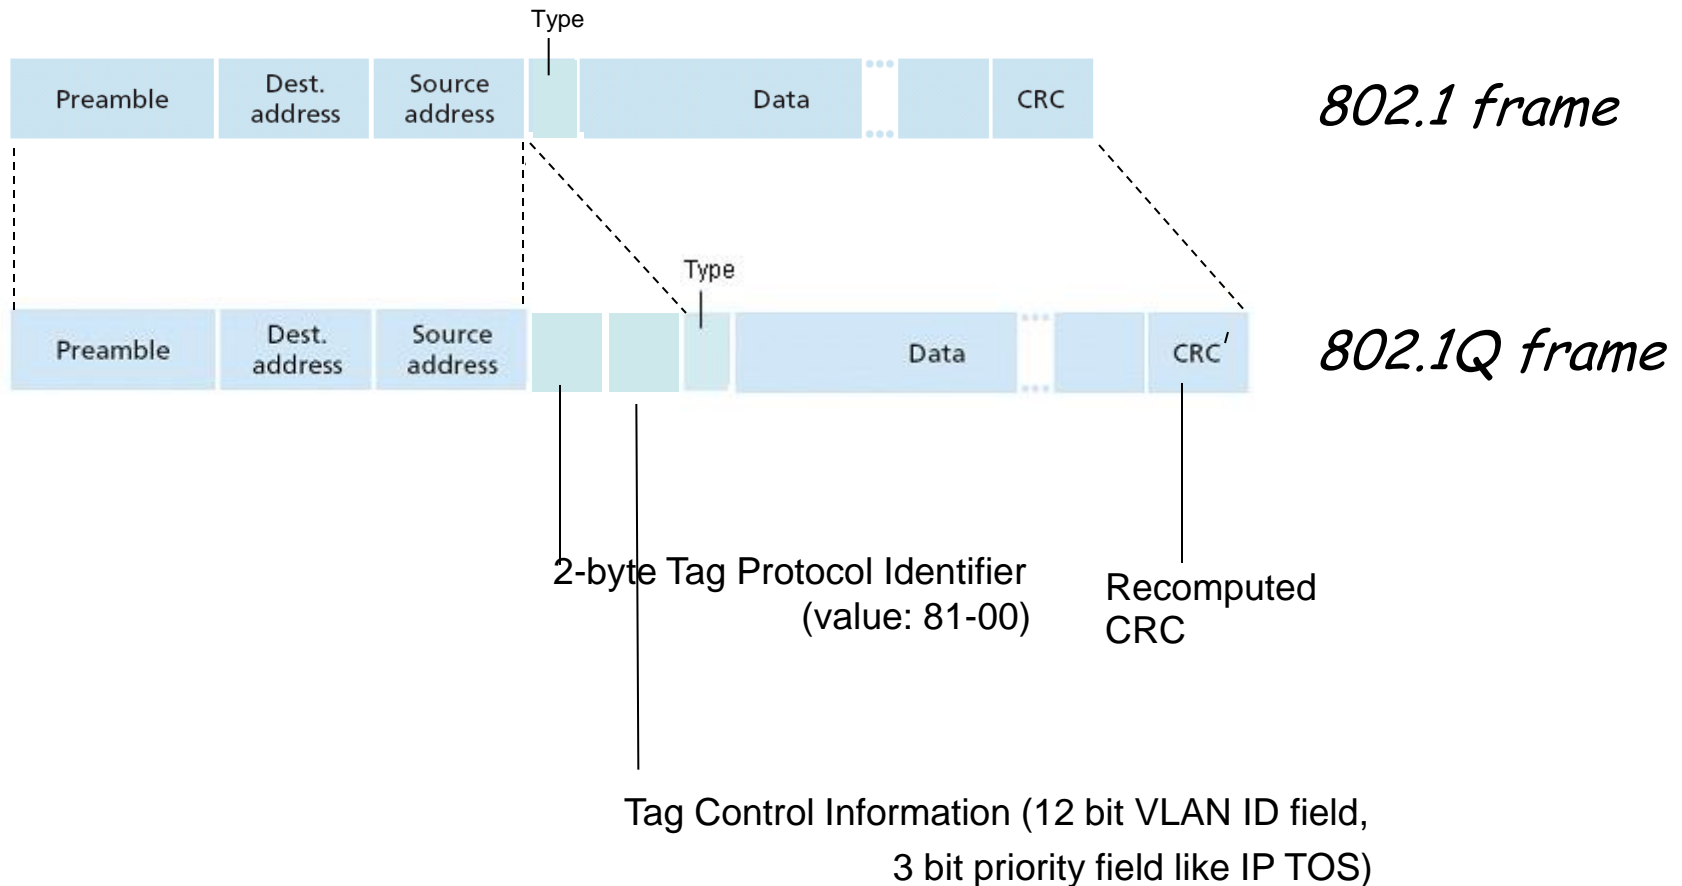 Type
Preamble
Dest.
address
Source
address
Data
CRC
802.1 frame
Type
Preamble
Dest.
address
Source
address
Data
CRC'
802.1Q frame
2-byte Tag Protocol Identifier
(value: 81-00)
Recomputed
CRC
Tag Control Information (12 bit VLAN ID field,
3 bit priority field like IP TOS)